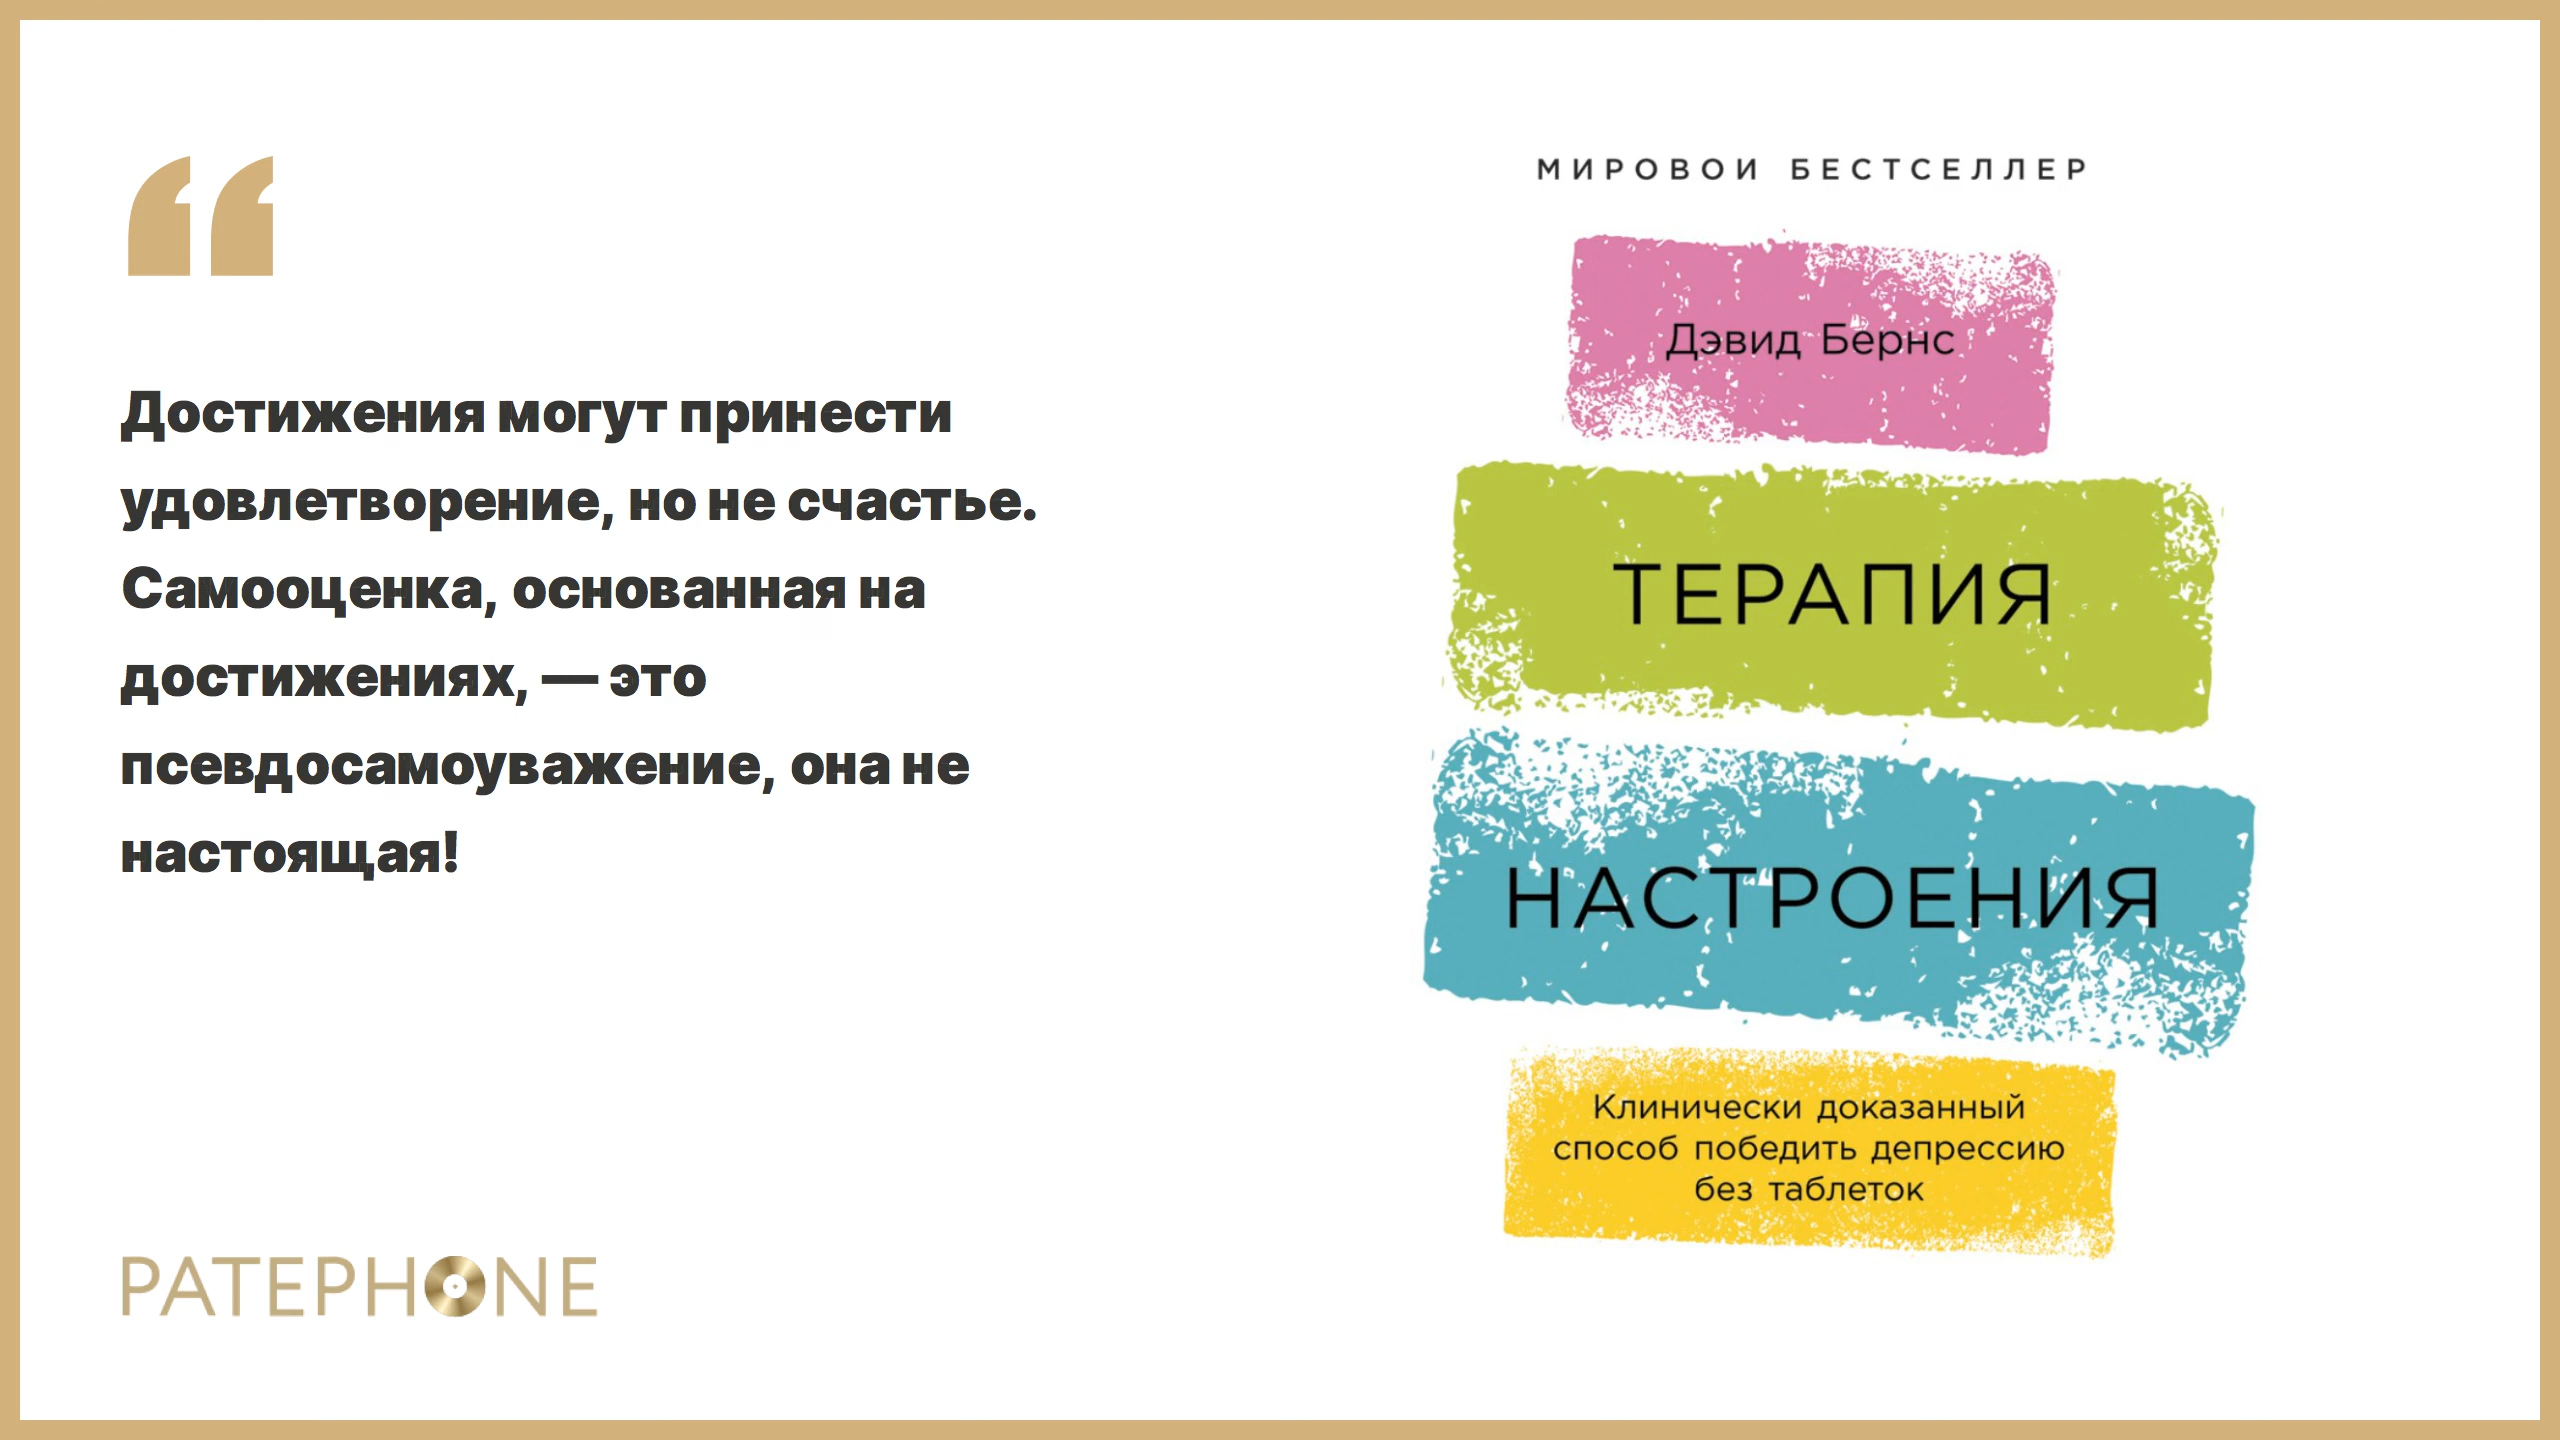 Достижения могут принести
удовлетворение, но не счастье.
Самооценка, основанная на
достижениях, — это
псевдосамоуважение, она не
настоящая!
PATEPHONE
МИРОВОИ БЕСТСЕЛЛЕР
Дэвид Бернс
ТЕРАПИЯ
НАСТРОЕНИЯ
Клинически доказанный
способ победить депрессию
без таблеток